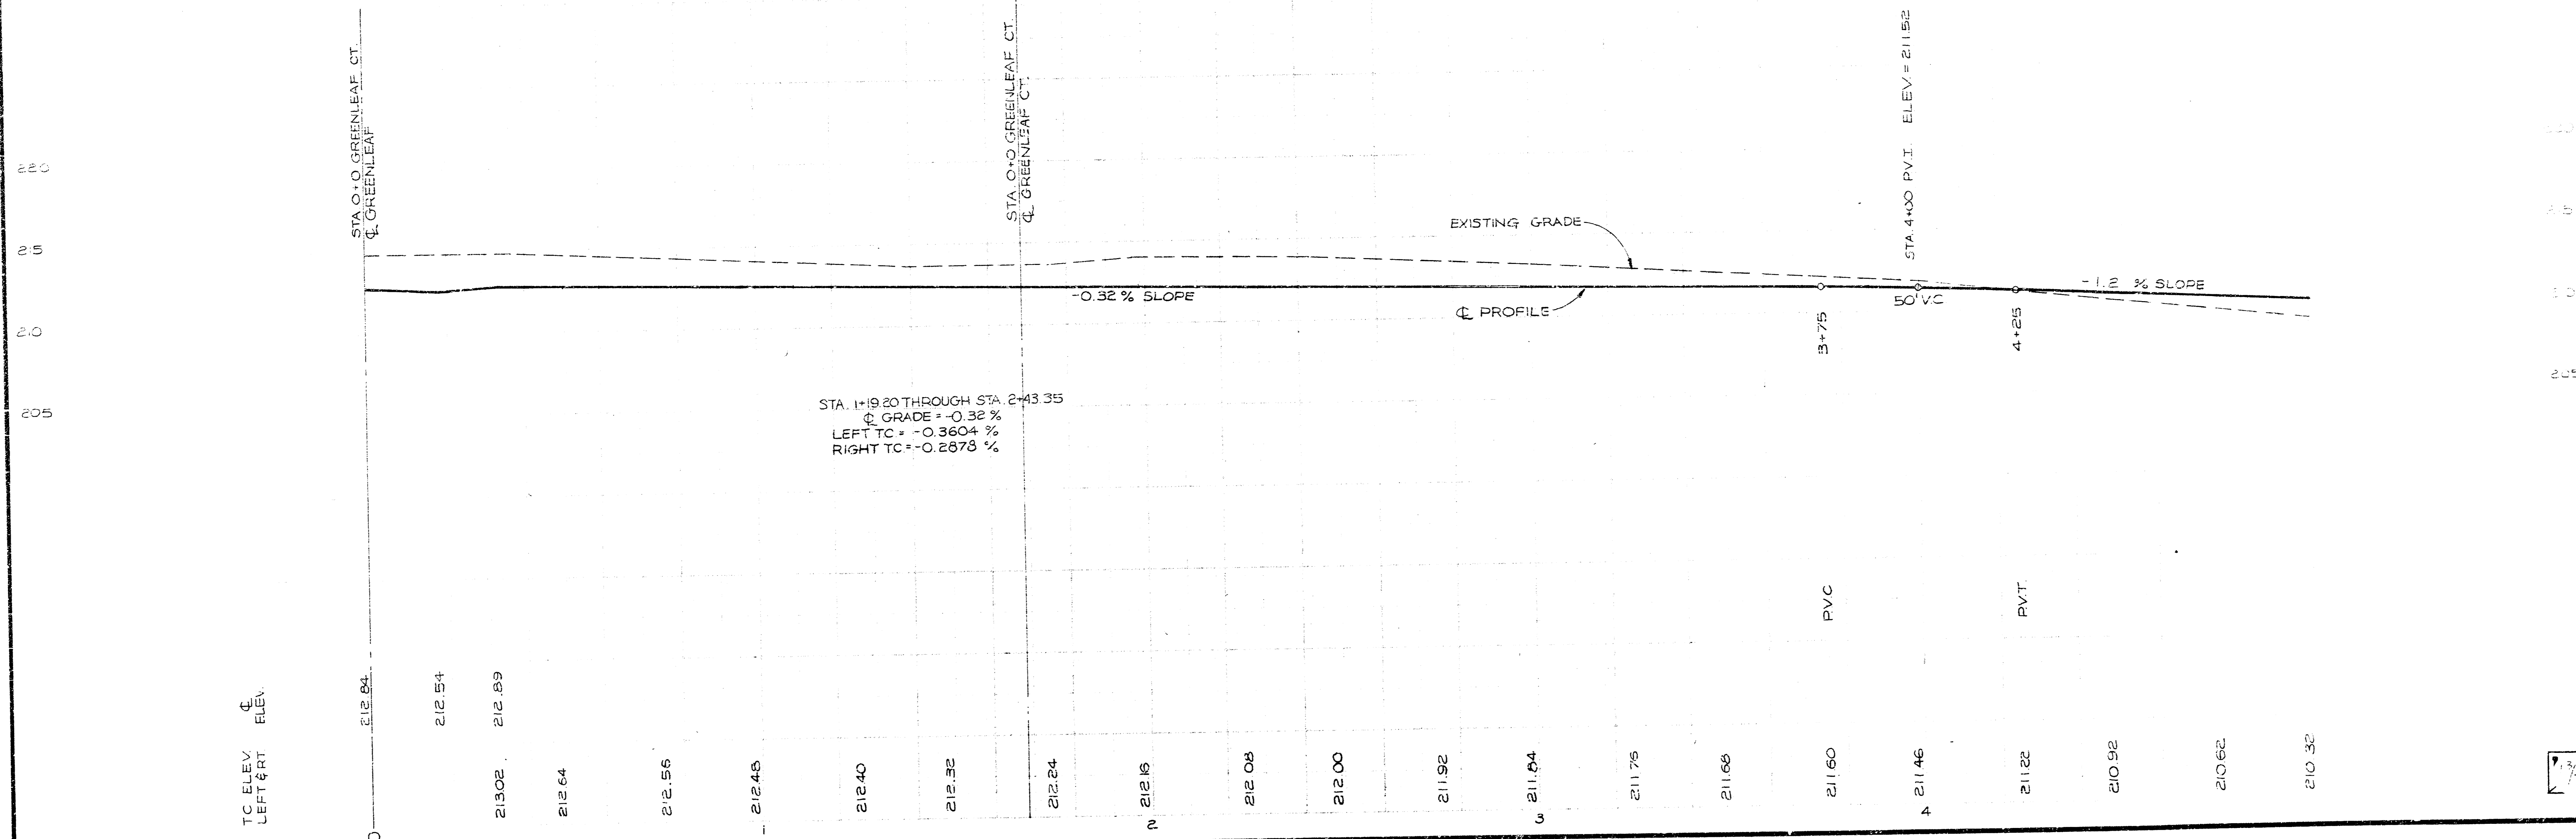 STA. 0+0 GREENLEAF CT.
℄ GREENLEAF
STA. 0+0 GREENLEAF CT.
℄ GREENLEAF CT.
STA. 4+00 P.V.I. ELEV. = 211.52
220
215
210
205
205
EXISTING GRADE
-0.32 % SLOPE
℄ PROFILE
50' V.C
-1.2 % SLOPE
3+75
4+25
STA. 1+19.20 THROUGH STA. 2+43.35
℄ GRADE = -0.32 %
LEFT TC = -0.3604 %
RIGHT TC = -0.2878 %
P.V.C
P.V.T.
℄
ELEV.
212.84
212.54
212.89
TC ELEV.
LEFT & RT
213.02
212.64
212.56
212.48
212.40
212.32
212.24
212.16
212.08
212.00
211.92
211.84
211.76
211.68
211.60
211.46
211.22
210.92
210.62
210.32
0
1
2
3
4